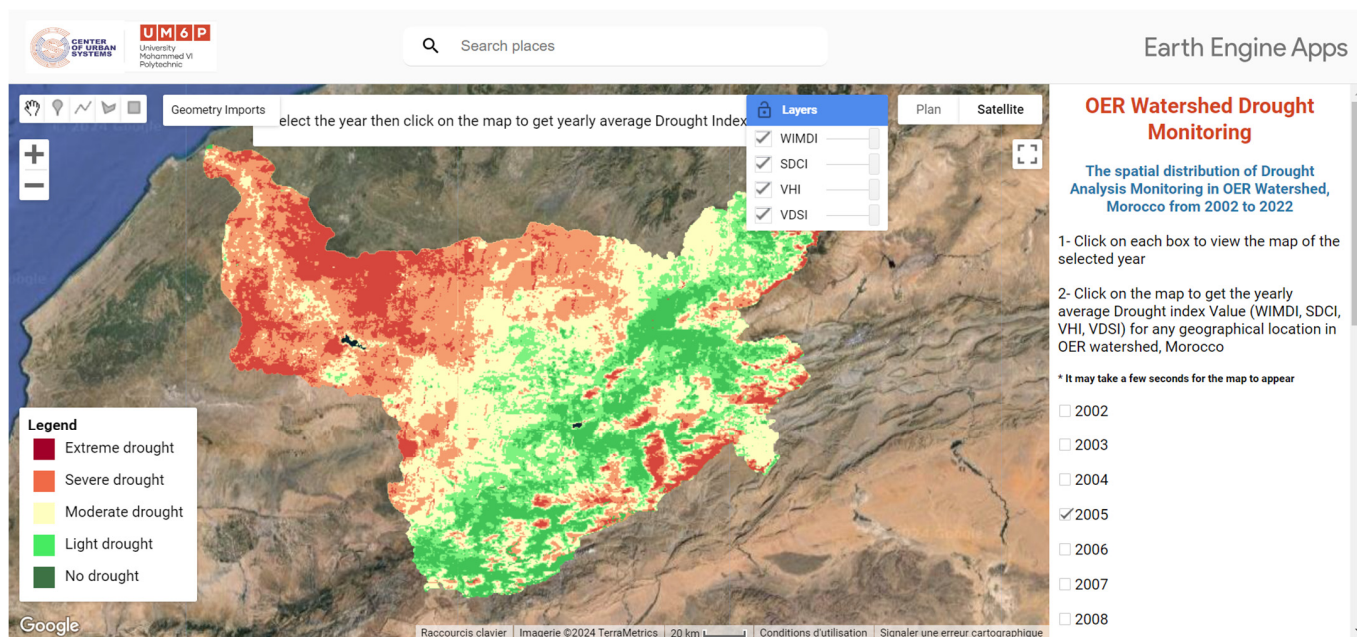 CENTER
OF URBAN
SYSTEMS
UM6P
University
Mohammed VI
Polytechnic
Search places
Earth Engine Apps
Geometry Imports
elect the year then click on the map to get yearly average Drought Index
Layers
WIMDI
SDCI
VHI
VDSI
Plan
Satellite
Legend
Extreme drought
Severe drought
Moderate drought
Light drought
No drought
Google
Raccourcis clavier
Imagerie ©2024 TerraMetrics
20 km
Conditions d'utilisation
Signaler une erreur cartographique
OER Watershed Drought
Monitoring
The spatial distribution of Drought
Analysis Monitoring in OER Watershed,
Morocco from 2002 to 2022
1- Click on each box to view the map of the
selected year
2- Click on the map to get the yearly
average Drought index Value (WIMDI, SDCI,
VHI, VDSI) for any geographical location in
OER watershed, Morocco
* It may take a few seconds for the map to appear
2002
2003
2004
2005
2006
2007
2008